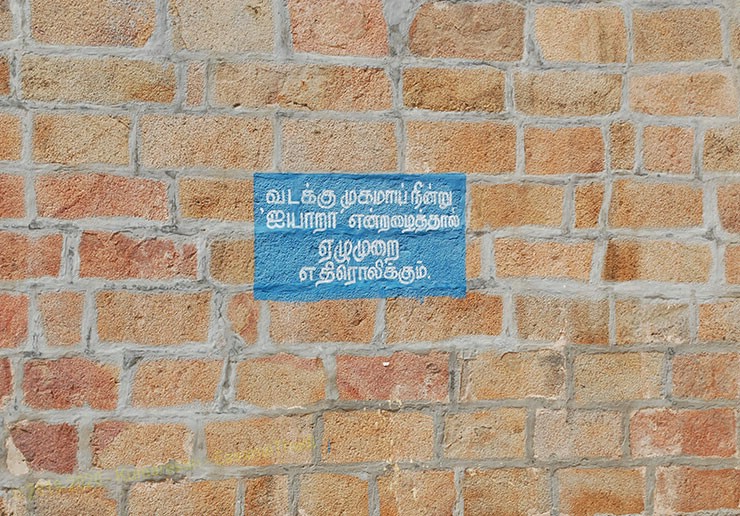 வடக்கு முகமாய் நின்று
'ஐயாறா' என்றழைத்தால்
ஏழுமுறை
எதிரொலிக்கும்.